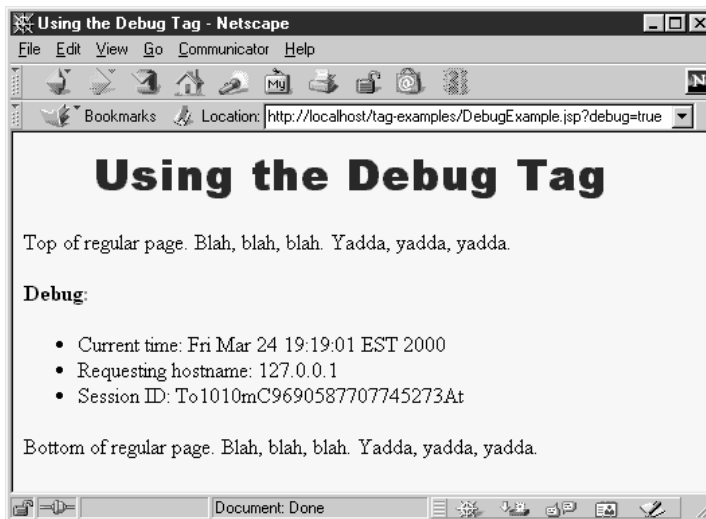 Using the Debug Tag - Netscape
File Edit View Go Communicator Help
My
N
Bookmarks Location: http://localhost/tag-examples/DebugExample.jsp?debug=true
Using the Debug Tag
Top of regular page. Blah, blah, blah. Yadda, yadda, yadda.
Debug:
• Current time: Fri Mar 24 19:19:01 EST 2000
• Requesting hostname: 127.0.0.1
• Session ID: To1010mC9690587707745273At
Bottom of regular page. Blah, blah, blah. Yadda, yadda, yadda.
Document: Done